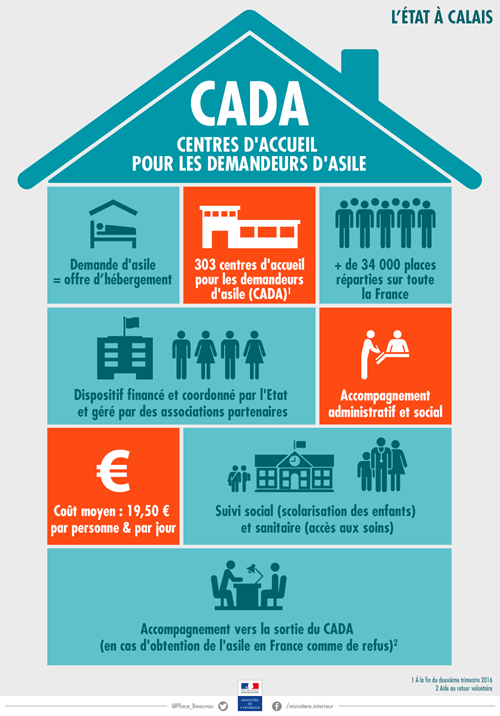 L'ÉTAT À CALAIS
CADA
CENTRES D'ACCUEIL
POUR LES DEMANDEURS D'ASILE
Demande d'asile
= offre d'hébergement
303 centres d'accueil
pour les demandeurs
d'asile (CADA)¹
+ de 34 000 places
réparties sur toute
la France
Dispositif financé et coordonné par l'Etat
et géré par des associations partenaires
Accompagnement
administratif et social
€
Coût moyen : 19,50 €
par personne & par jour
Suivi social (scolarisation des enfants)
et sanitaire (accès aux soins)
Accompagnement vers la sortie du CADA
(en cas d'obtention de l'asile en France comme de refus)²
1 À la fin du deuxième trimestre 2016
2 Aide au retour volontaire
@Place_Beauvau
MINISTÈRE
DE
L'INTÉRIEUR
/ministere.interieur